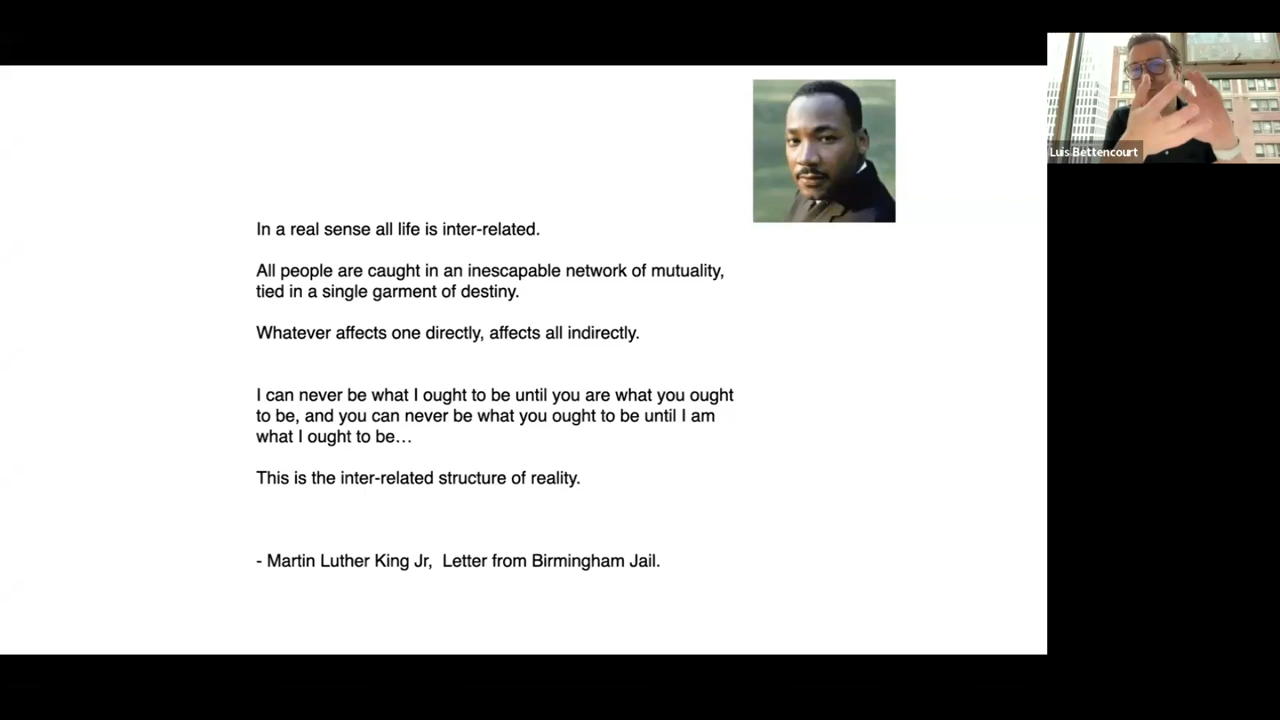 Luis Bettencourt
In a real sense all life is inter-related.
All people are caught in an inescapable network of mutuality,
tied in a single garment of destiny.
Whatever affects one directly, affects all indirectly.
I can never be what I ought to be until you are what you ought
to be, and you can never be what you ought to be until I am
what I ought to be…
This is the inter-related structure of reality.
- Martin Luther King Jr,  Letter from Birmingham Jail.